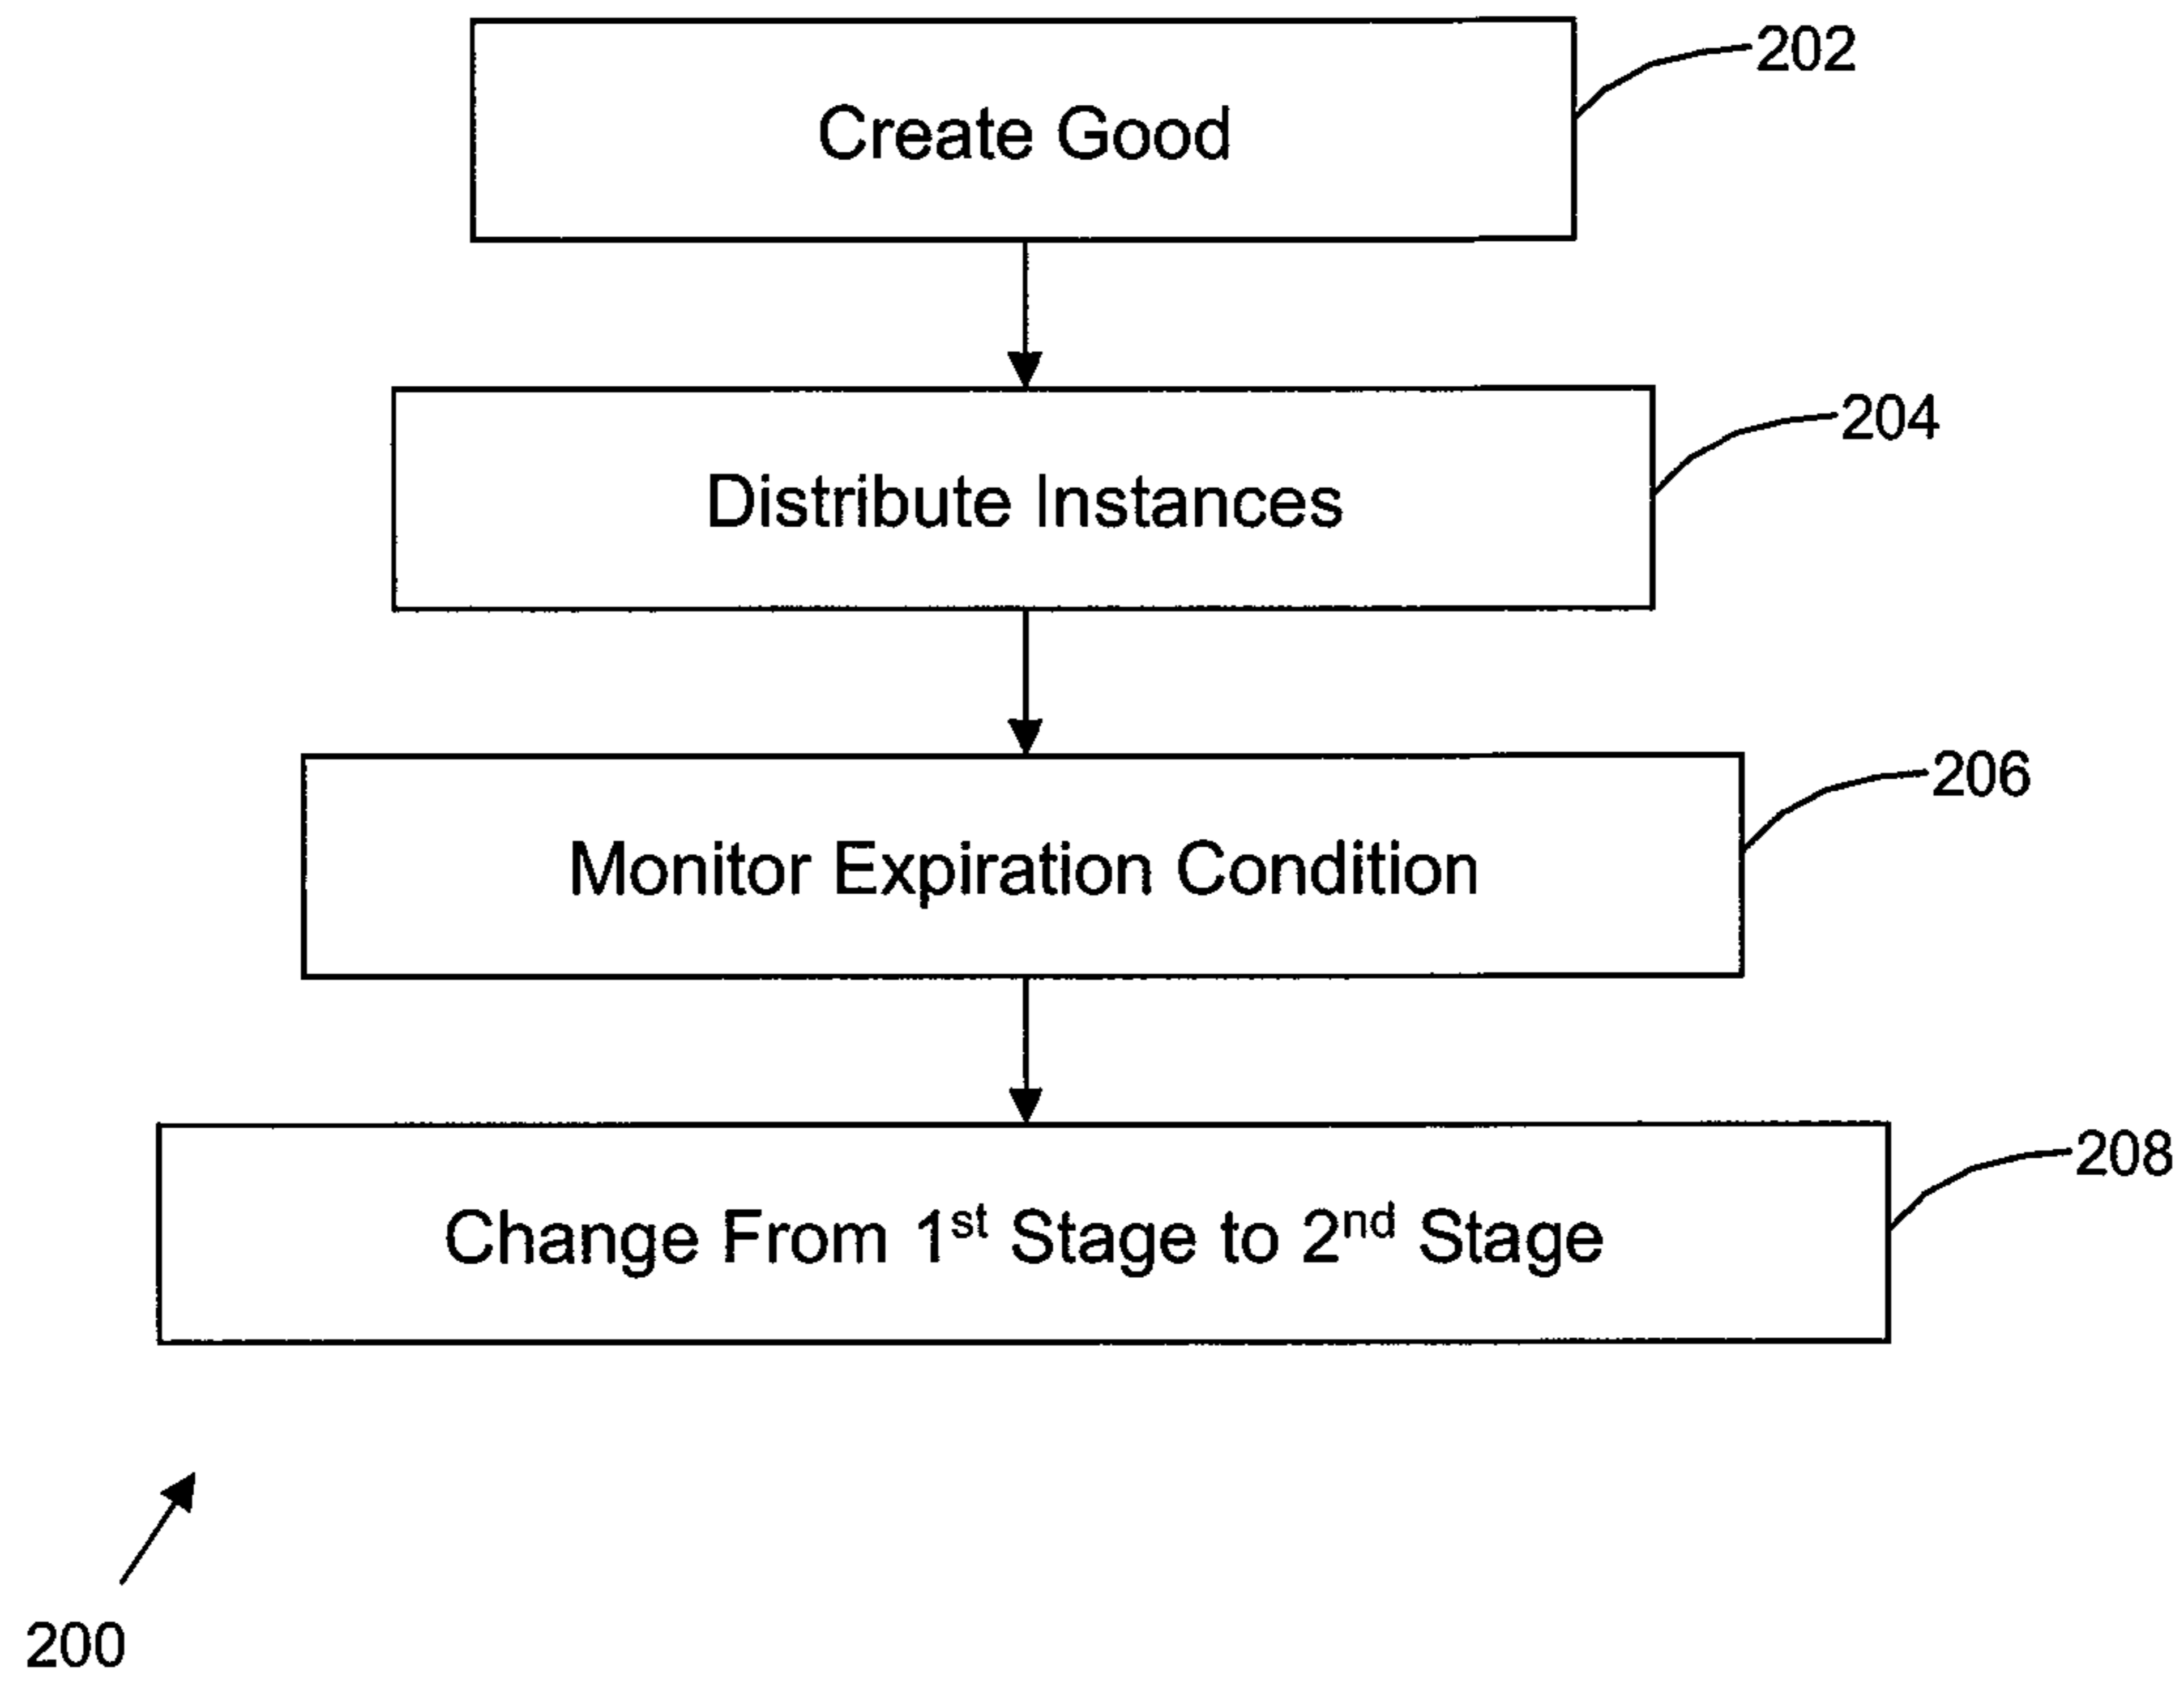 Create Good
202
Distribute Instances
204
Monitor Expiration Condition
206
Change From 1st Stage to 2nd Stage
208
200